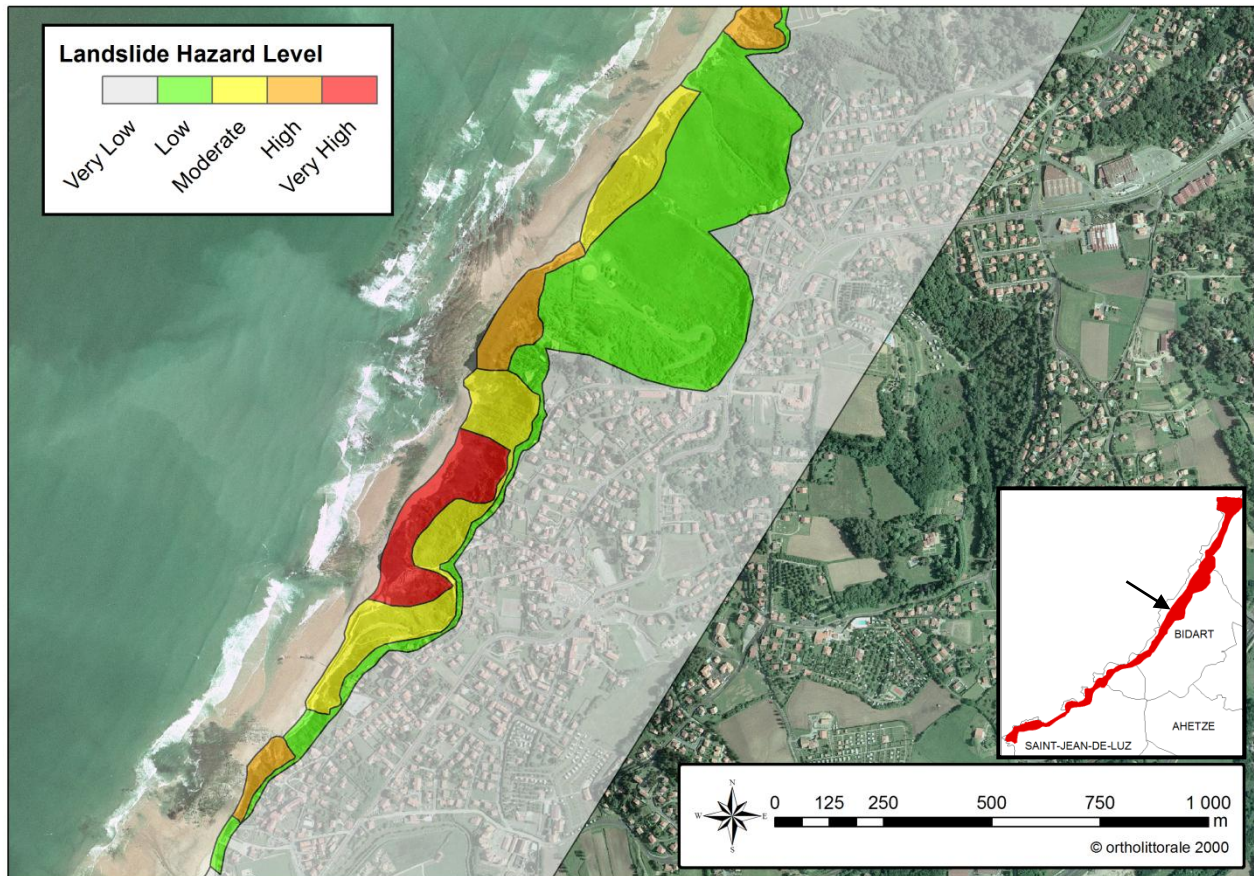 Landslide Hazard Level
Very Low
Low
Moderate
High
Very High
BIDART
AHETZE
SAINT-JEAN-DE-LUZ
N
W
E
S
0 125 250 500 750 1 000
m
© ortholittorale 2000